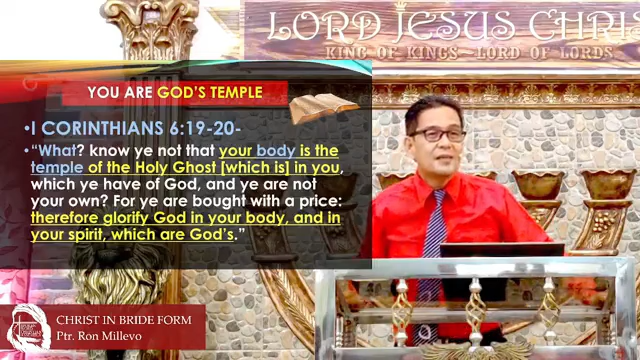 LORD JESUS CHRIS
KING OF KINGS-LORD OF LORDS
YOU ARE GOD'S TEMPLE
•I CORINTHIANS 6:19-20-
•“What? know ye not that your body is the
temple of the Holy Ghost [which is] in you,
which ye have of God, and ye are not
your own? For ye are bought with a price:
therefore glorify God in your body, and in
your spirit, which are God's.”
CHRIST IN BRIDE FORM
Ptr. Ron Millevo